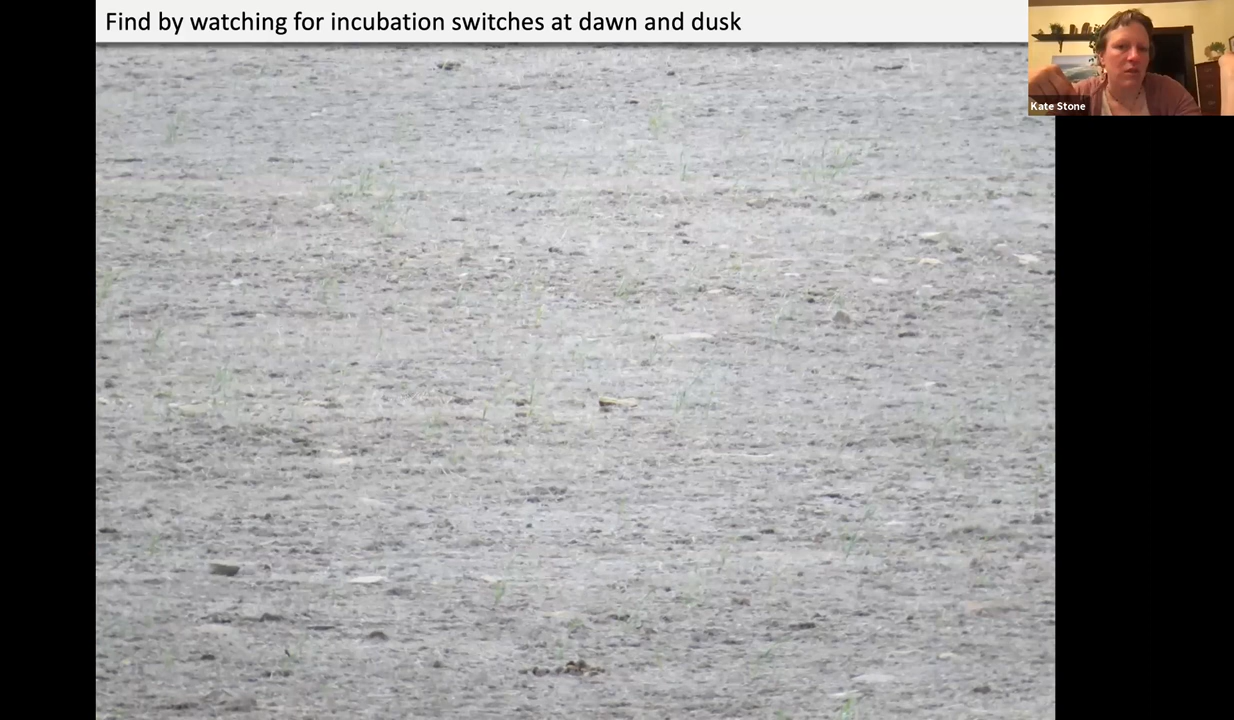 Find by watching for incubation switches at dawn and dusk
Kate Stone